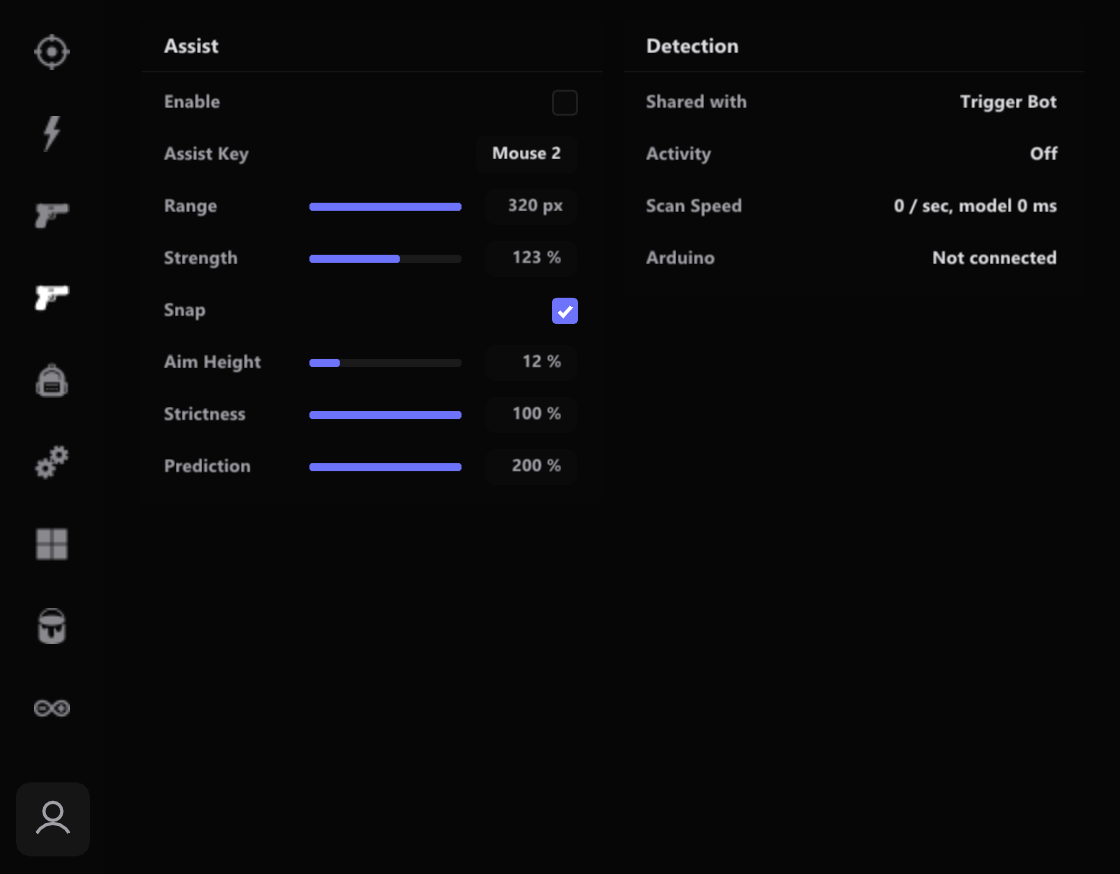 Assist
Enable
Assist Key Mouse 2
Range 320 px
Strength 123 %
Snap
Aim Height 12 %
Strictness 100 %
Prediction 200 %
Detection
Shared with Trigger Bot
Activity Off
Scan Speed 0 / sec, model 0 ms
Arduino Not connected